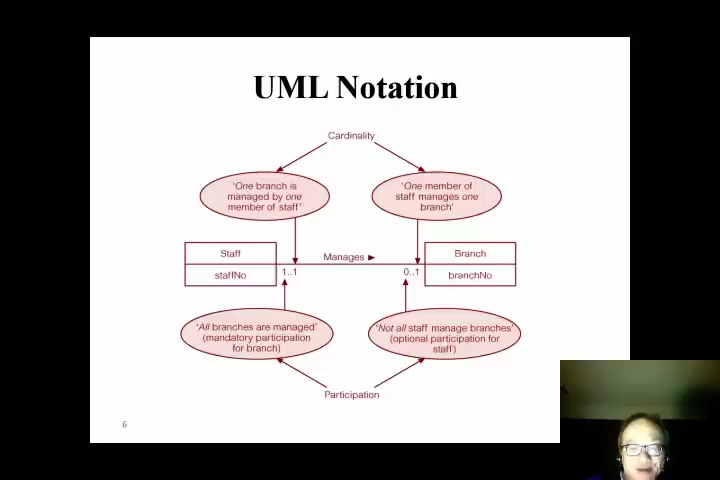 UML Notation
Cardinality
'One branch is
managed by one
member of staff'
'One member of
staff manages one
branch'
Staff
Manages ►
Branch
staffNo
1..1
0..1
branchNo
'All branches are managed'
(mandatory participation
for branch)
'Not all staff manage branches'
(optional participation for
staff)
Participation
6